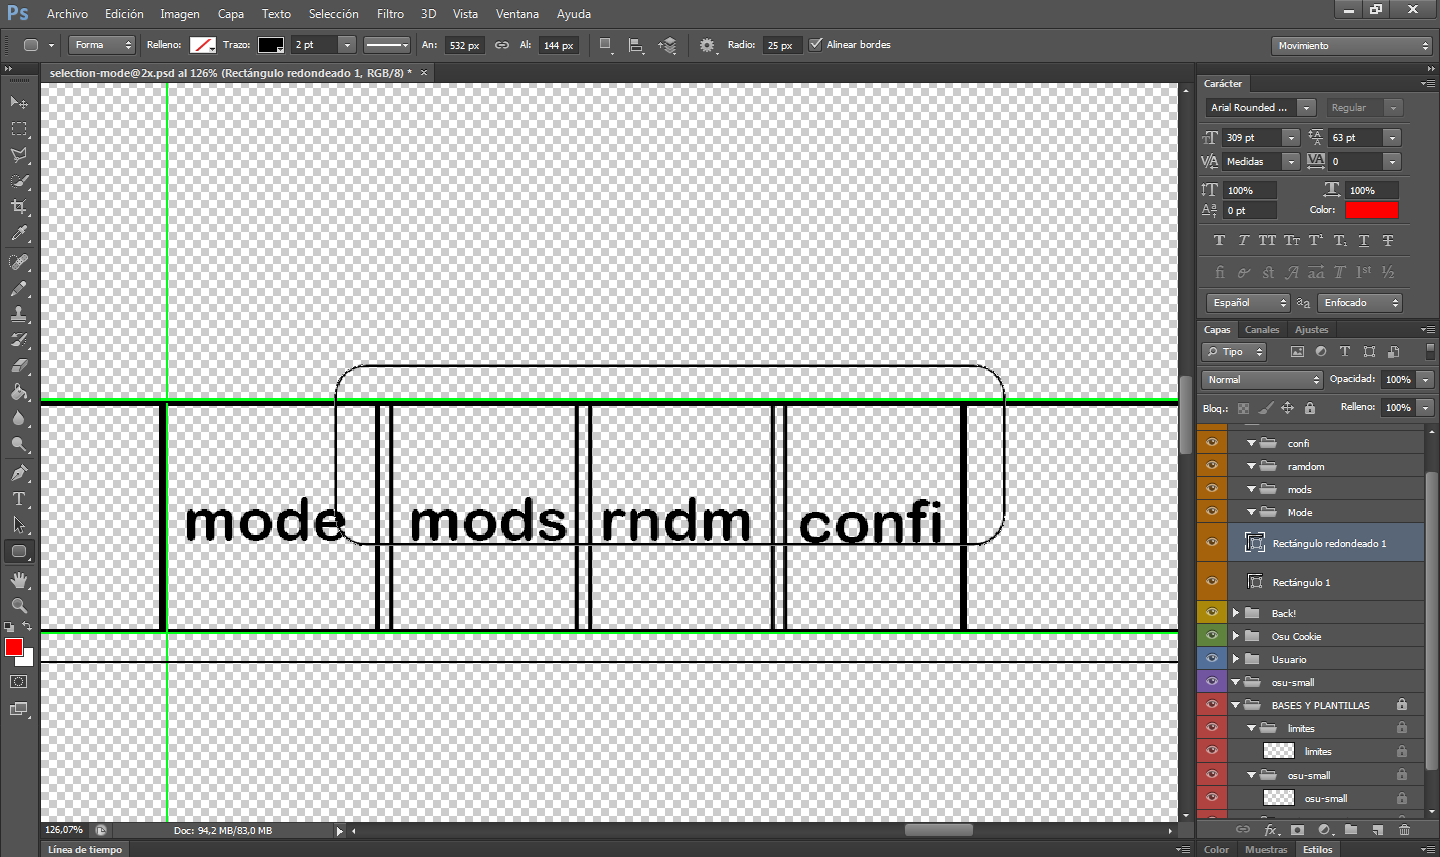 Ps Archivo Edición Imagen Capa Texto Selección Filtro 3D Vista Ventana Ayuda
Forma Relleno: Trazo: 2 pt An: 532 px Al: 144 px Radio: 25 px Alinear bordes Movimiento
selection-mode@2x.psd al 126% (Rectángulo redondeado 1, RGB/8) * ×
Carácter
Arial Rounded ... Regular
309 pt 63 pt
Medidas 0
100% 100%
0 pt Color:
Español Enfocado
Capas Canales Ajustes
Tipo
Normal Opacidad: 100%
Bloq.: Relleno: 100%
confi
ramdom
mods
Mode
Rectángulo redondeado 1
Rectángulo 1
Back!
Osu Cookie
Usuario
osu-small
BASES Y PLANTILLAS
limites
limites
osu-small
osu-small
mode mods rndm confi
126,07% Doc: 94,2 MB/83,0 MB
Línea de tiempo
Color Muestras Estilos